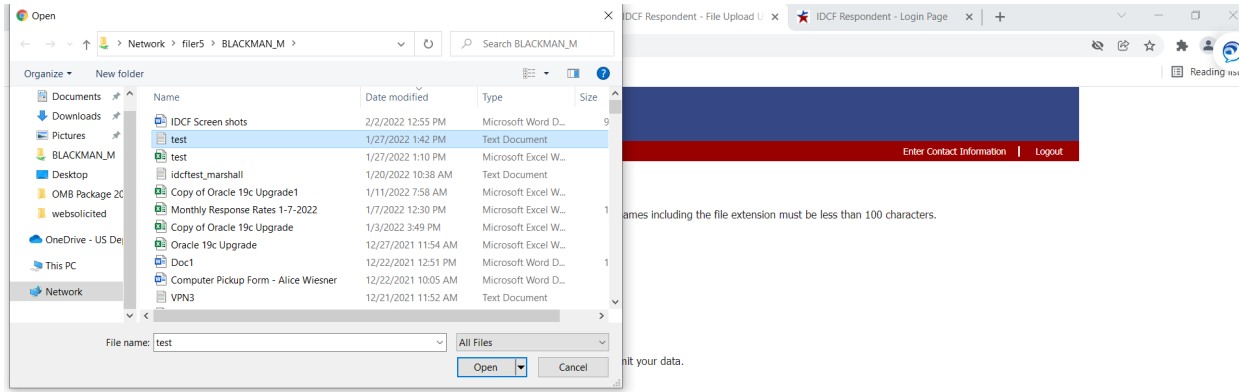 Open
IDCF Respondent - File Upload U
IDCF Respondent - Login Page
Network > filer5 > BLACKMAN_M >
Search BLACKMAN_M
Organize
New folder
Reading list
Documents
Downloads
Pictures
BLACKMAN_M
Desktop
OMB Package 20
websolicited
OneDrive - US De
This PC
Network
Name Date modified Type Size
IDCF Screen shots 2/2/2022 12:55 PM Microsoft Word D... 9
test 1/27/2022 1:42 PM Text Document
test 1/27/2022 1:10 PM Microsoft Excel W...
idcftest_marshall 1/20/2022 10:38 AM Text Document
Copy of Oracle 19c Upgrade1 1/11/2022 7:58 AM Microsoft Excel W...
Monthly Response Rates 1-7-2022 1/7/2022 12:30 PM Microsoft Excel W... 1
Copy of Oracle 19c Upgrade 1/3/2022 3:49 PM Microsoft Excel W...
Oracle 19c Upgrade 12/27/2021 11:54 AM Microsoft Excel W...
Doc1 12/22/2021 12:51 PM Microsoft Word D... 1
Computer Pickup Form - Alice Wiesner 12/22/2021 10:05 AM Microsoft Word D...
VPN3 12/21/2021 11:52 AM Text Document
File name: test
All Files
Open
Cancel
Enter Contact Information | Logout
ames including the file extension must be less than 100 characters.
mit your data.